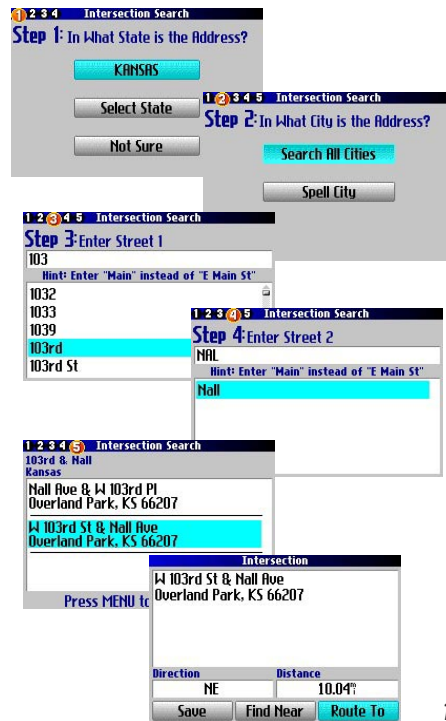 1 2 3 4 Intersection Search
Step 1: In What State is the Address?
KANSAS
Select State
Not Sure
1 2 3 4 5 Intersection Search
Step 2: In What City is the Address?
Search All Cities
Spell City
1 2 3 4 5 Intersection Search
Step 3: Enter Street 1
103
Hint: Enter "Main" instead of "E Main St"
1032
1033
1039
103rd
103rd St
1 2 3 4 5 Intersection Search
Step 4: Enter Street 2
NAL
Hint: Enter "Main" instead of "E Main St"
Nall
1 2 3 4 5 Intersection Search
103rd & Nall
Kansas
Nall Ave & W 103rd Pl
Overland Park, KS 66207
W 103rd St & Nall Ave
Overland Park, KS 66207
Press MENU to
Intersection
W 103rd St & Nall Ave
Overland Park, KS 66207
Direction Distance
NE 10.04
Save Find Near Route To